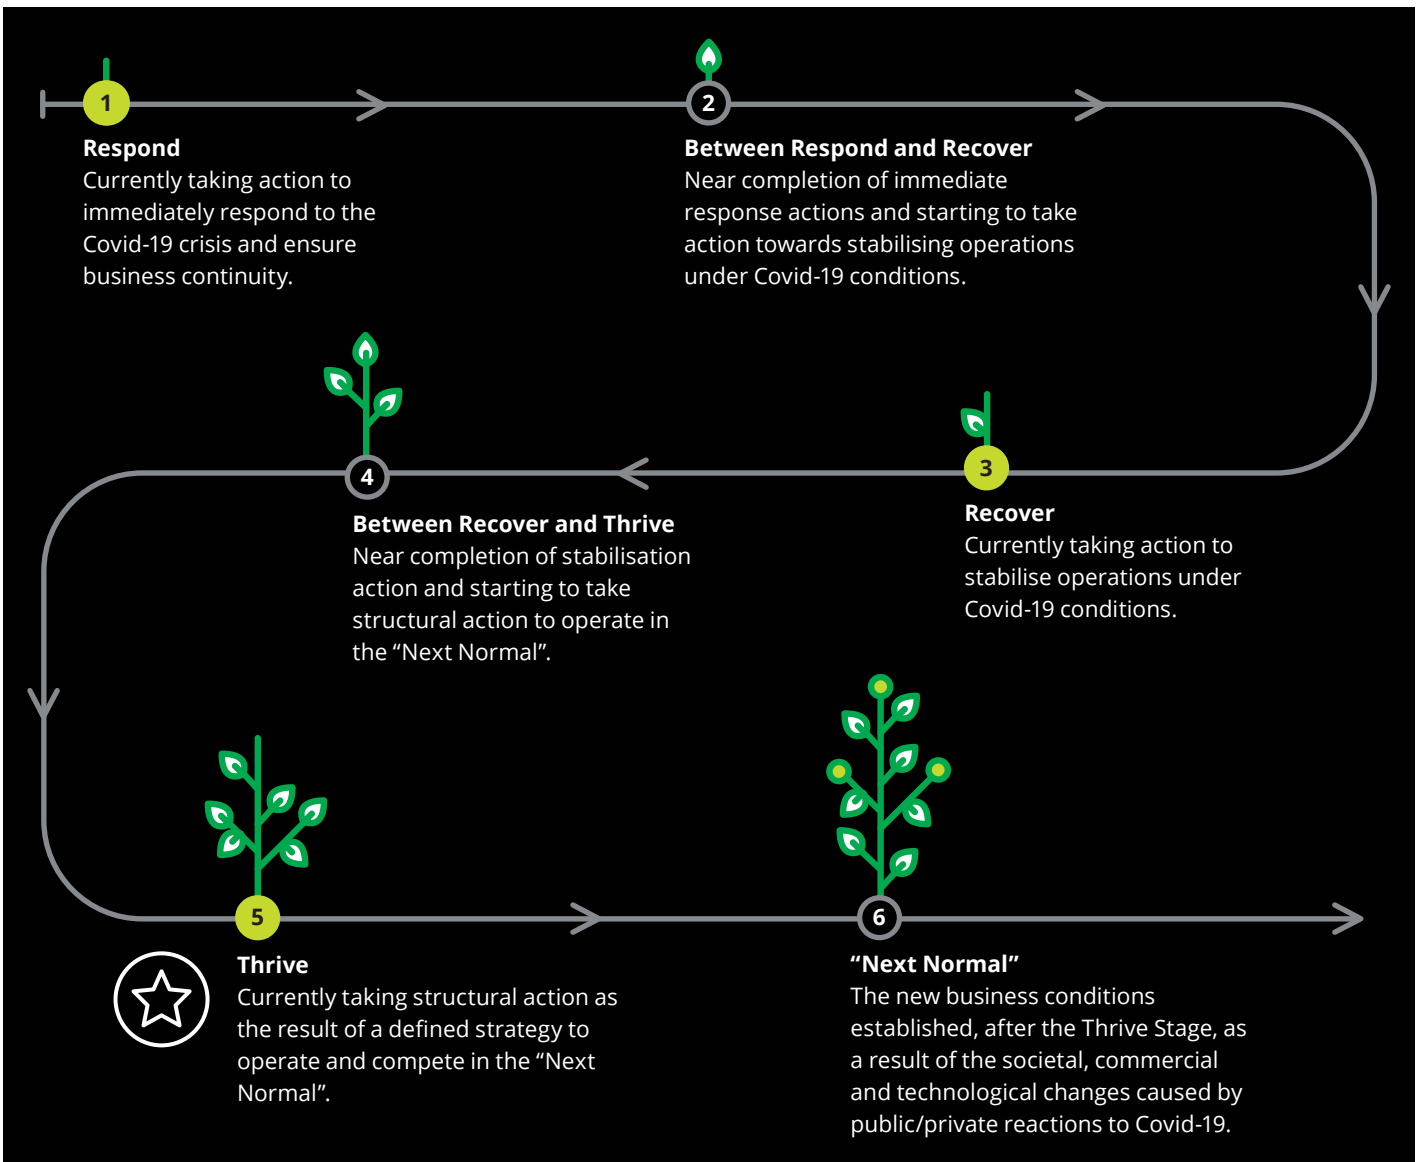 1
Respond
Currently taking action to
immediately respond to the
Covid-19 crisis and ensure
business continuity.
2
Between Respond and Recover
Near completion of immediate
response actions and starting to take
action towards stabilising operations
under Covid-19 conditions.
3
Recover
Currently taking action to
stabilise operations under
Covid-19 conditions.
4
Between Recover and Thrive
Near completion of stabilisation
action and starting to take
structural action to operate in
the “Next Normal”.
5
Thrive
Currently taking structural action as
the result of a defined strategy to
operate and compete in the “Next
Normal”.
6
“Next Normal”
The new business conditions
established, after the Thrive Stage, as
a result of the societal, commercial
and technological changes caused by
public/private reactions to Covid-19.